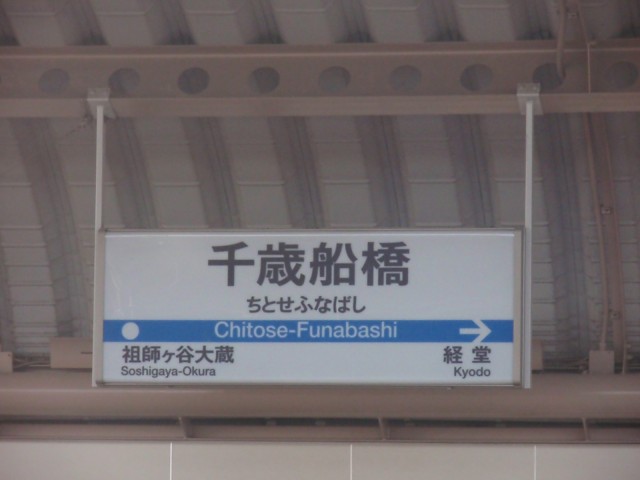 千歳船橋
ちとせふなばし
Chitose-Funabashi
祖師ヶ谷大蔵 経堂
Soshigaya-Okura Kyodo